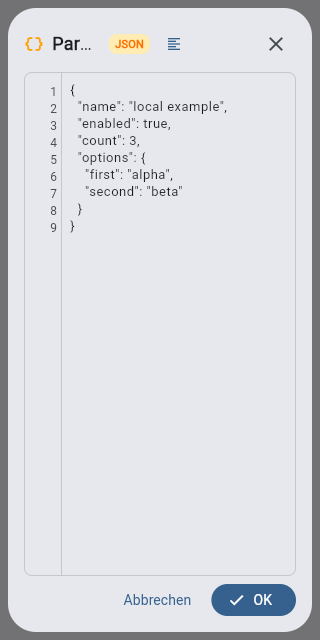 Par...
JSON
1 {
2   "name": "local example",
3   "enabled": true,
4   "count": 3,
5   "options": {
6     "first": "alpha",
7     "second": "beta"
8   }
9 }
Abbrechen
OK